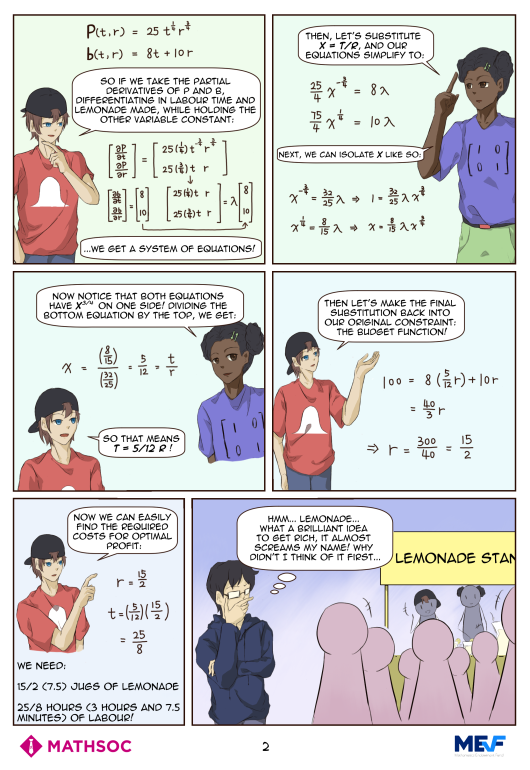 P(t,r) = 25 t^¼ r^¾
b(t,r) = 8t + 10r
SO IF WE TAKE THE PARTIAL
DERIVATIVES OF P AND B,
DIFFERENTIATING IN LABOUR TIME AND
LEMONADE MADE, WHILE HOLDING THE
OTHER VARIABLE CONSTANT:
...WE GET A SYSTEM OF EQUATIONS!
THEN, LET'S SUBSTITUTE
X = T/R, AND OUR
EQUATIONS SIMPLIFY TO:
25/4 x^-¾ = 8λ
75/4 x^¼ = 10λ
NEXT, WE CAN ISOLATE X LIKE SO:
x^-¾ = 32/25 λ ⇒ 1 = 32/25 λ x^¾
x^¼ = 8/15 λ ⇒ x = 8/15 λ x^¾
[1 0
0 1]
NOW NOTICE THAT BOTH EQUATIONS
HAVE X^3/4 ON ONE SIDE! DIVIDING THE
BOTTOM EQUATION BY THE TOP, WE GET:
x = (8/15)/(32/25) = 5/12 = t/r
SO THAT MEANS
T = 5/12 R !
[1 0
0 1]
THEN LET'S MAKE THE FINAL
SUBSTITUTION BACK INTO
OUR ORIGINAL CONSTRAINT:
THE BUDGET FUNCTION!
100 = 8 (5/12 r) + 10r
= 40/3 r
⇒ r = 300/40 = 15/2
NOW WE CAN EASILY
FIND THE REQUIRED
COSTS FOR OPTIMAL
PROFIT:
r = 15/2
t = (5/12)(15/2)
= 25/8
WE NEED:
15/2 (7.5) JUGS OF LEMONADE
25/8 HOURS (3 HOURS AND 7.5
MINUTES) OF LABOUR!
HMM... LEMONADE...
WHAT A BRILLIANT IDEA
TO GET RICH, IT ALMOST
SCREAMS MY NAME! WHY
DIDN'T I THINK OF IT FIRST...
LEMONADE STAN
MATHSOC
2
MEVF